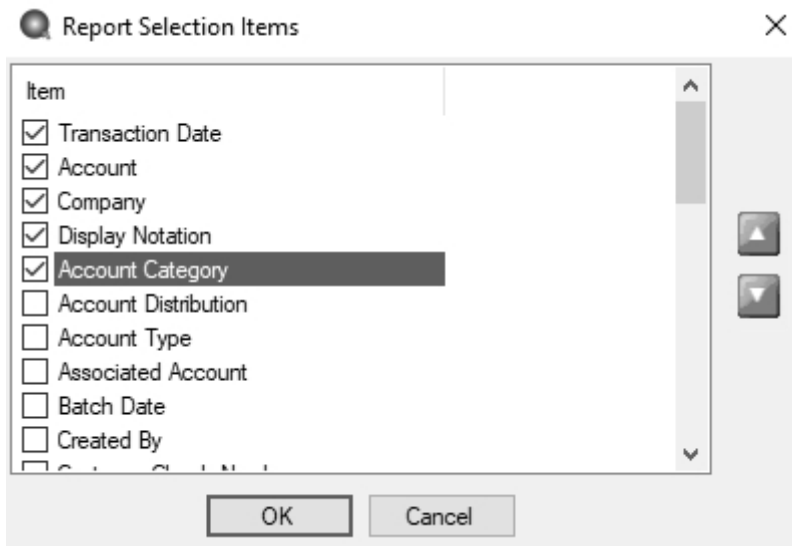 Report Selection Items
Item
Transaction Date
Account
Company
Display Notation
Account Category
Account Distribution
Account Type
Associated Account
Batch Date
Created By
OK Cancel